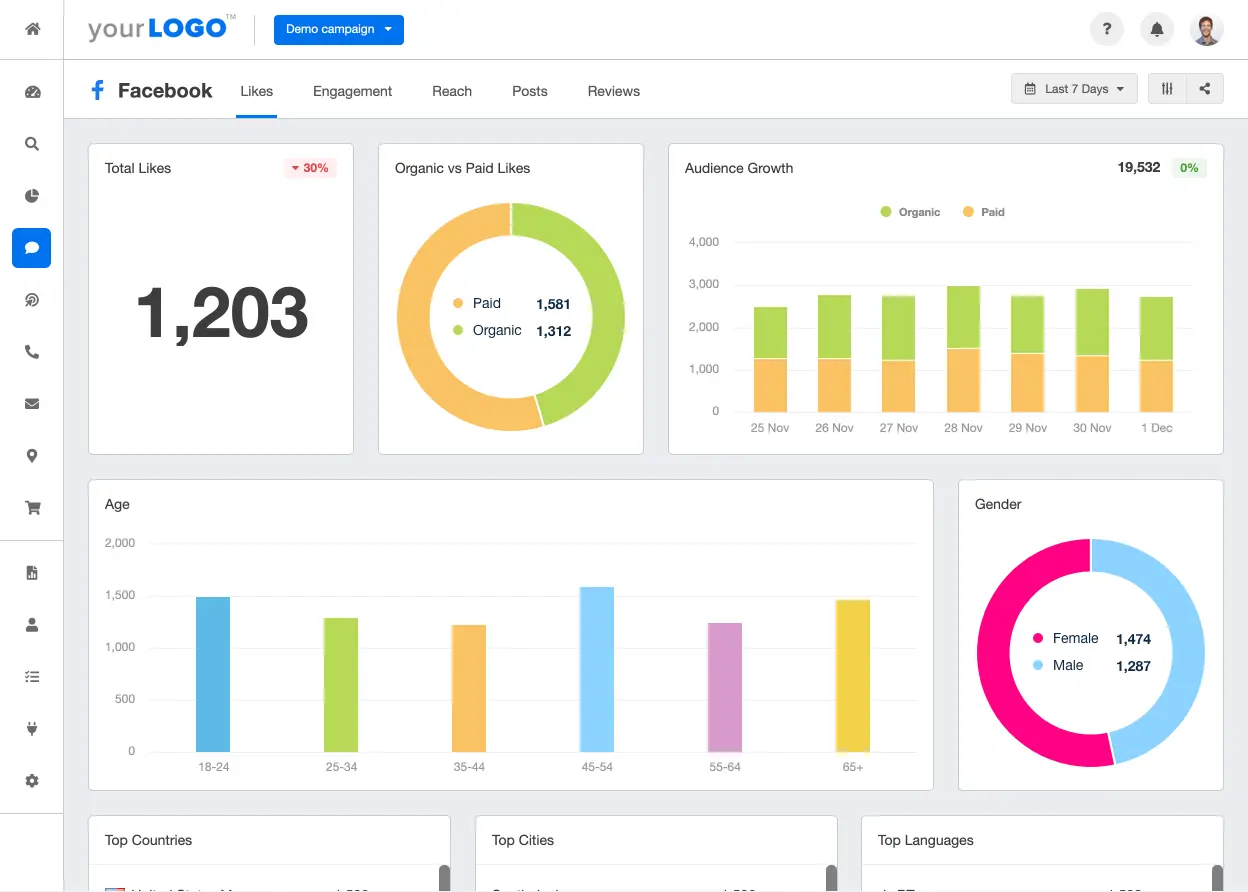 yourLOGO™
Demo campaign
?
Facebook
Likes
Engagement
Reach
Posts
Reviews
Last 7 Days
Total Likes
30%
1,203
Organic vs Paid Likes
Paid 1,581
Organic 1,312
Audience Growth
19,532
0%
Organic
Paid
4,000
3,000
2,000
1,000
0
25 Nov
26 Nov
27 Nov
28 Nov
29 Nov
30 Nov
1 Dec
Age
2,000
1,500
1,000
500
0
18-24
25-34
35-44
45-54
55-64
65+
Gender
Female 1,474
Male 1,287
Top Countries
Top Cities
Top Languages